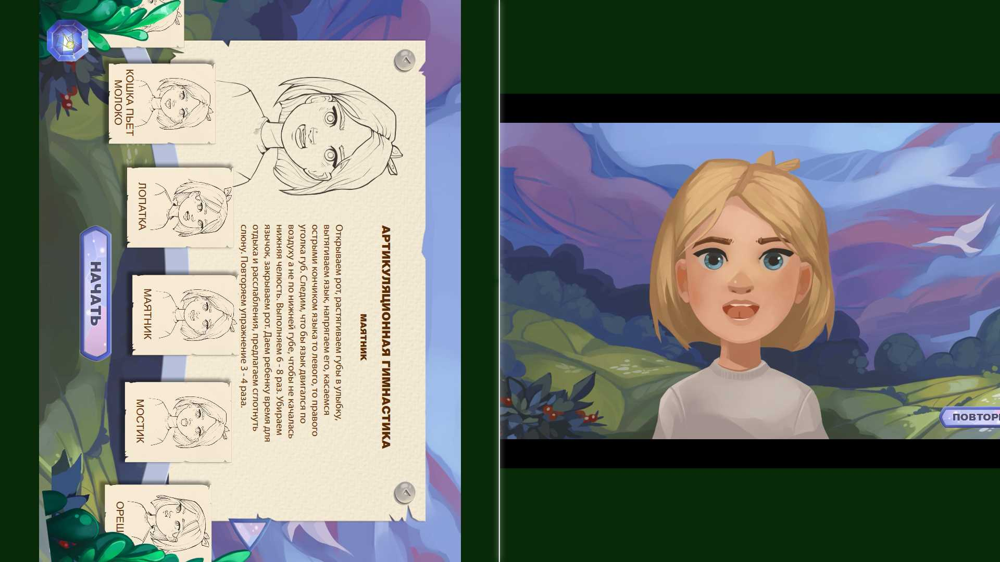 АРТИКУЛЯЦИОННАЯ ГИМНАСТИКА
МАЯТНИК
Открываем рот, растягиваем губы в улыбку,
вытягиваем язык, напрягаем его, касаемся
острыми кончиком языка то левого, то правого
уголка губ. Следим, что бы язык двигался по
воздуху а не по нижней губе, чтобы не качалась
нижняя челюсть. Выполняем 6 - 8 раз. Убираем
язычок, закрываем рот. Даем ребенку время для
отдыха и расслабления, предлагаем сглотнуть
слюну. Повторяем упражнение 3 - 4 раза.
КОШКА ПЬЕТ
МОЛОКО
ЛОПАТКА
МАЯТНИК
МОСТИК
ОРЕШ
НАЧАТЬ